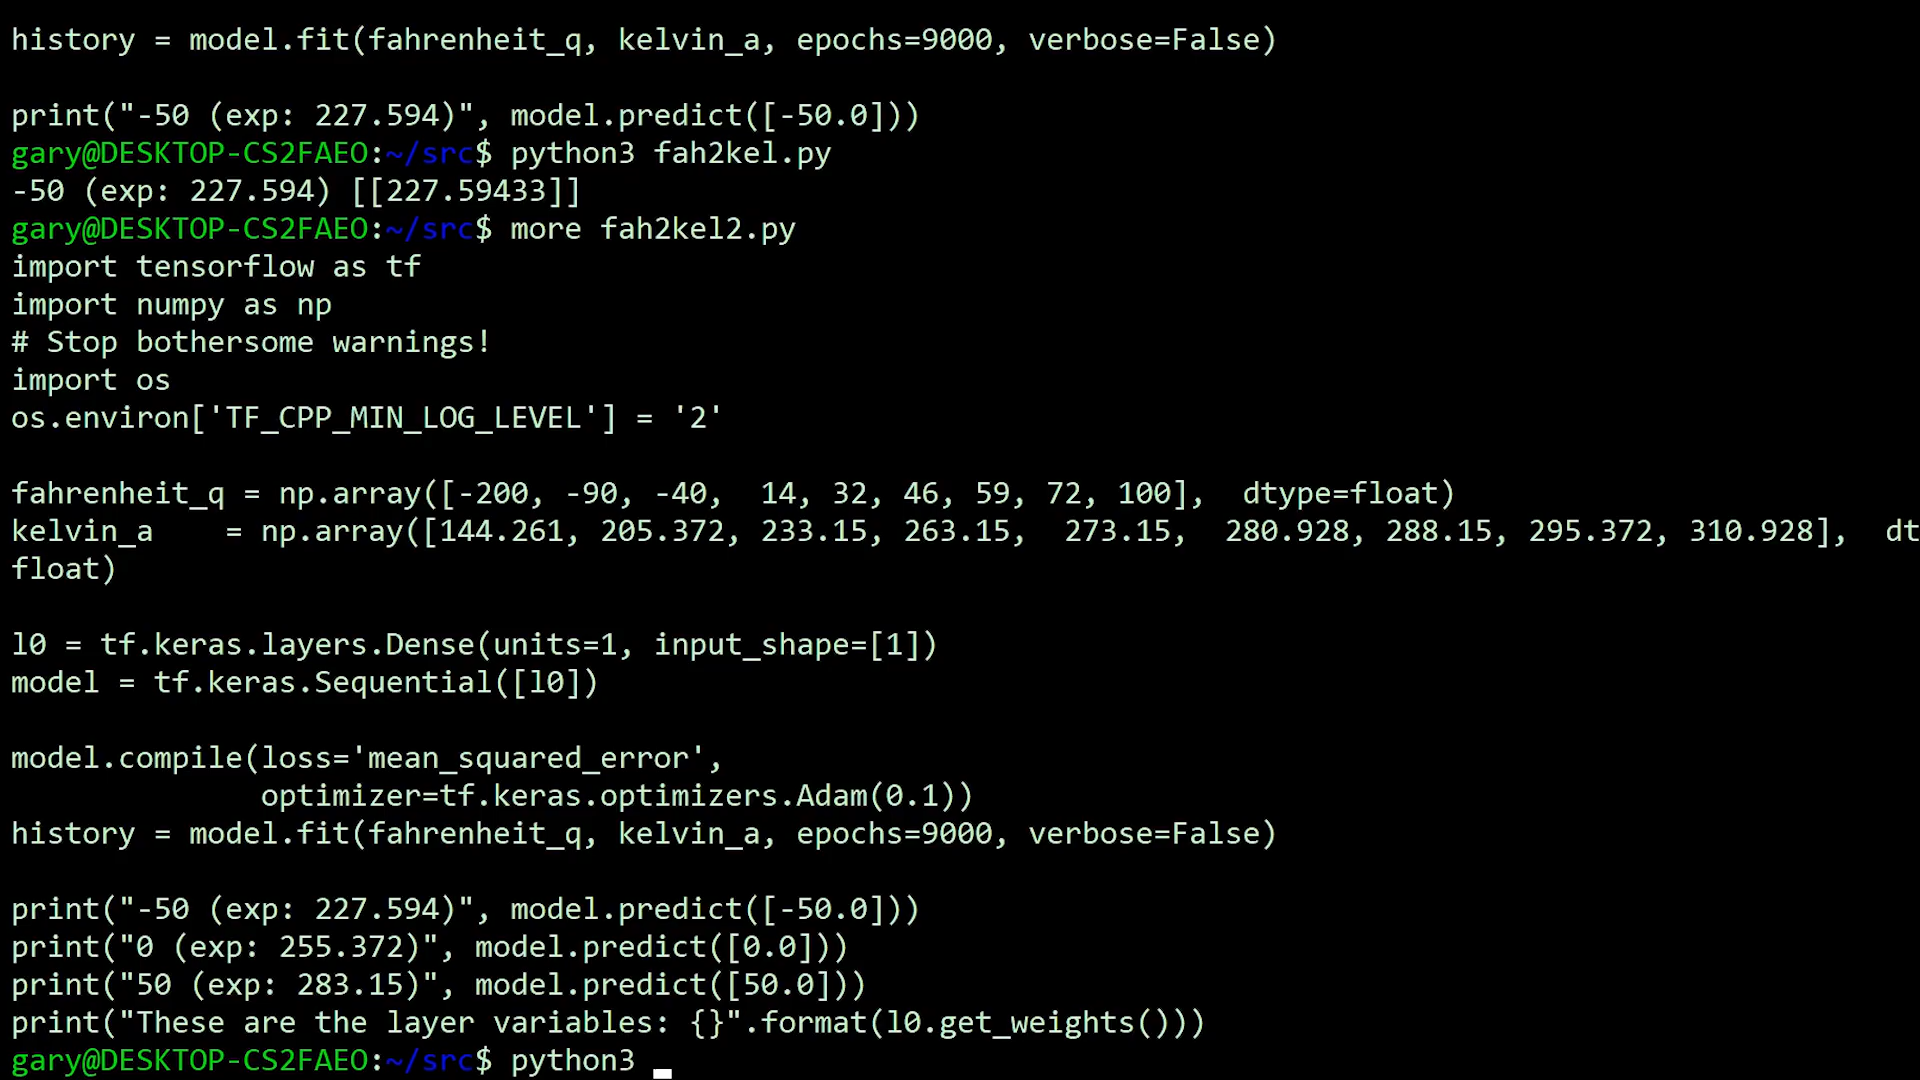 history = model.fit(fahrenheit_q, kelvin_a, epochs=9000, verbose=False)
print("-50 (exp: 227.594)", model.predict([-50.0]))
gary@DESKTOP-CS2FAEO:~/src$ python3 fah2kel.py
-50 (exp: 227.594) [[227.59433]]
gary@DESKTOP-CS2FAEO:~/src$ more fah2kel2.py
import tensorflow as tf
import numpy as np
# Stop bothersome warnings!
import os
os.environ['TF_CPP_MIN_LOG_LEVEL'] = '2'
fahrenheit_q = np.array([-200, -90, -40,  14, 32, 46, 59, 72, 100],  dtype=float)
kelvin_a    = np.array([144.261, 205.372, 233.15, 263.15,  273.15,  280.928, 288.15, 295.372, 310.928],  dt
float)
l0 = tf.keras.layers.Dense(units=1, input_shape=[1])
model = tf.keras.Sequential([l0])
model.compile(loss='mean_squared_error',
              optimizer=tf.keras.optimizers.Adam(0.1))
history = model.fit(fahrenheit_q, kelvin_a, epochs=9000, verbose=False)
print("-50 (exp: 227.594)", model.predict([-50.0]))
print("0 (exp: 255.372)", model.predict([0.0]))
print("50 (exp: 283.15)", model.predict([50.0]))
print("These are the layer variables: {}".format(l0.get_weights()))
gary@DESKTOP-CS2FAEO:~/src$ python3